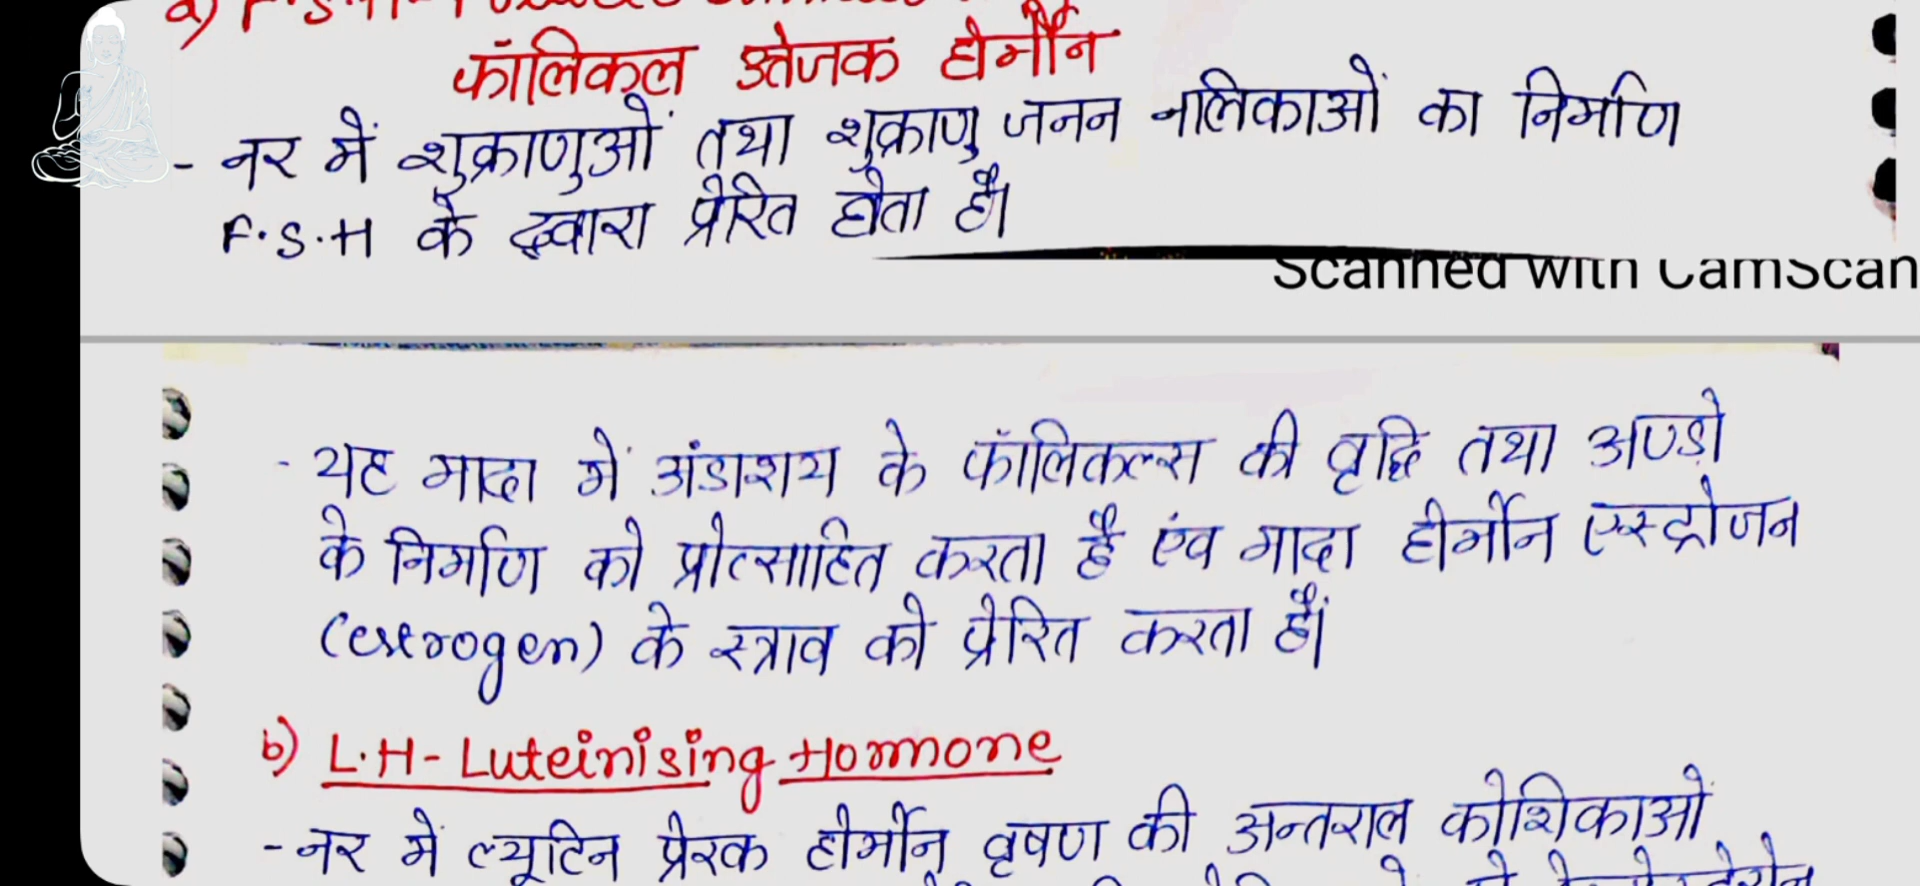 a) F.S.H-
फॉलिकल उत्तेजक होर्मोन
- नर में शुक्राणुओं तथा शुक्राणु जनन नलिकाओं का निर्माण
F.S.H के द्वारा प्रेरित होता है।
Scanned with CamScan
- यह मादा में अंडाशय के फॉलिकल्स की वृद्धि तथा अण्डो
के निर्माण को प्रोत्साहित करता है एंव मादा होर्मोन एस्ट्रोजन
(estrogen) के स्त्राव को प्रेरित करता हैं।
b) L.H- Luteinising Hormone
- नर में ल्यूटिन प्रेरक होर्मोन वृषण की अन्तराल कोशिकाओं